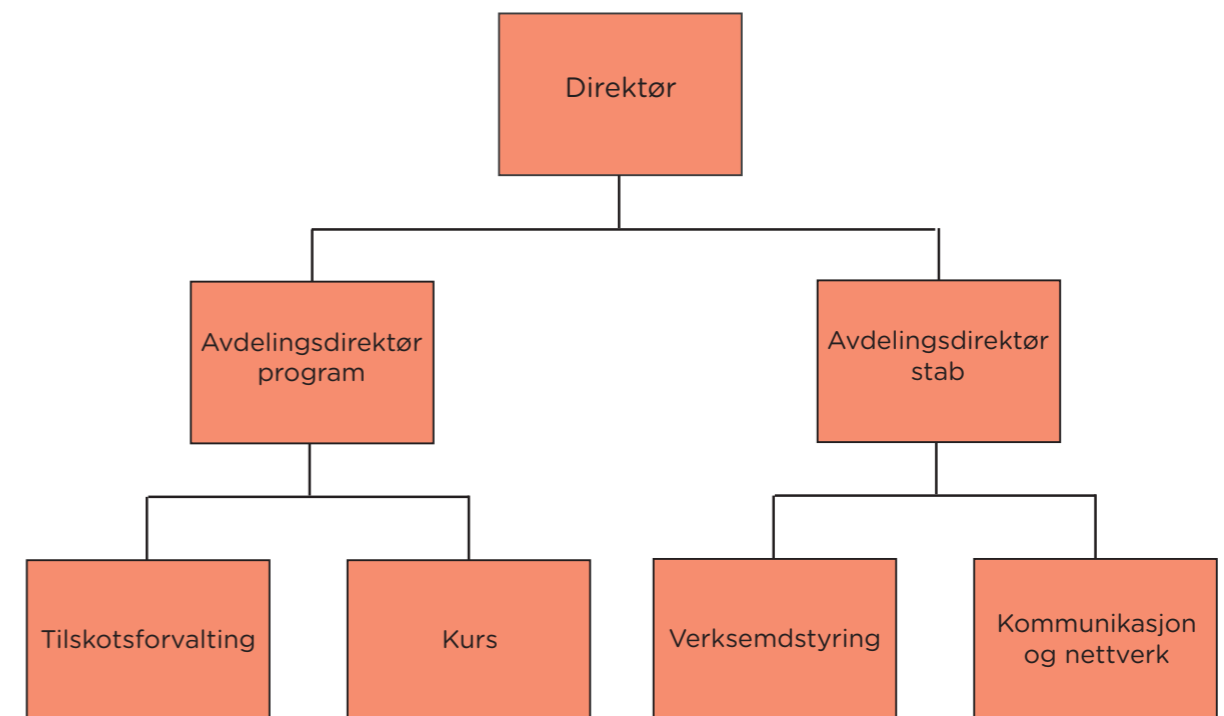 Direktør
Avdelingsdirektør
program
Avdelingsdirektør
stab
Tilskotsforvalting
Kurs
Verksemdstyring
Kommunikasjon
og nettverk